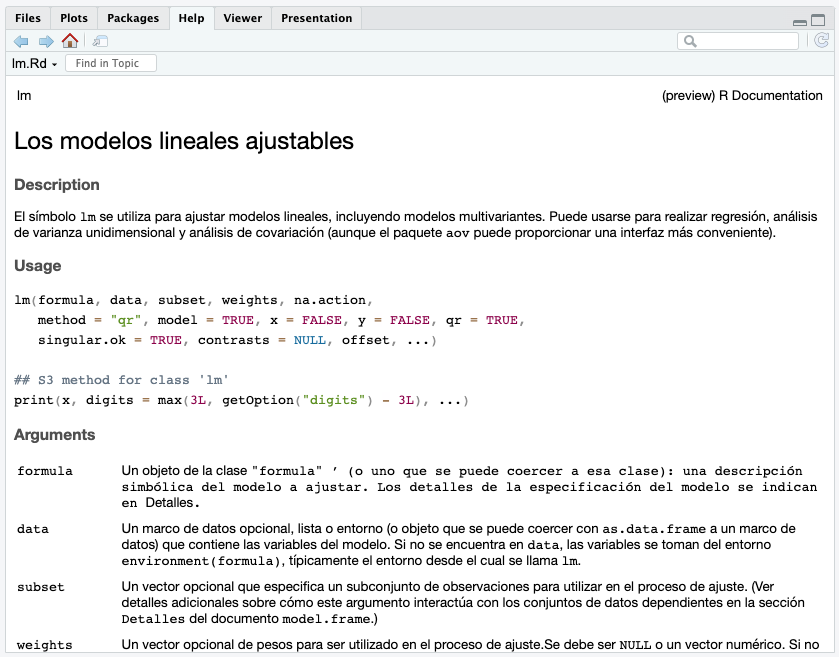 Files Plots Packages Help Viewer Presentation
lm.Rd Find in Topic
lm (preview) R Documentation
Los modelos lineales ajustables
Description
El símbolo lm se utiliza para ajustar modelos lineales, incluyendo modelos multivariantes. Puede usarse para realizar regresión, análisis
de varianza unidimensional y análisis de covariación (aunque el paquete aov puede proporcionar una interfaz más conveniente).
Usage
lm(formula, data, subset, weights, na.action,
method = "qr", model = TRUE, x = FALSE, y = FALSE, qr = TRUE,
singular.ok = TRUE, contrasts = NULL, offset, ...)
## S3 method for class 'lm'
print(x, digits = max(3L, getOption("digits") - 3L), ...)
Arguments
formula Un objeto de la clase "formula" ’ (o uno que se puede coercer a esa clase): una descripción
simbólica del modelo a ajustar. Los detalles de la especificación del modelo se indican
en Detalles.
data Un marco de datos opcional, lista o entorno (o objeto que se puede coercer con as.data.frame a un marco de
datos) que contiene las variables del modelo. Si no se encuentra en data, las variables se toman del entorno
environment(formula), típicamente el entorno desde el cual se llama lm.
subset Un vector opcional que especifica un subconjunto de observaciones para utilizar en el proceso de ajuste. (Ver
detalles adicionales sobre cómo este argumento interactúa con los conjuntos de datos dependientes en la sección
Detalles del documento model.frame.)
weights Un vector opcional de pesos para ser utilizado en el proceso de ajuste.Se debe ser NULL o un vector numérico. Si no